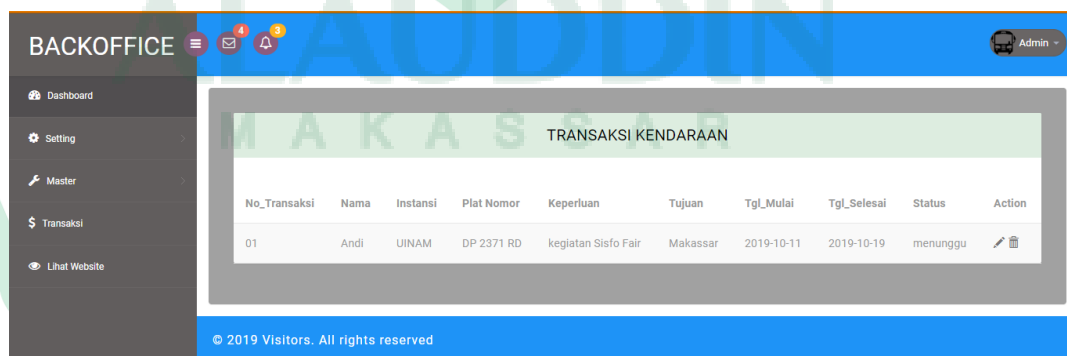 ALAUDDIN
BACKOFFICE
4
3
Admin
Dashboard
Setting
Master
Transaksi
Lihat Website
MAKASSAR
TRANSAKSI KENDARAAN
No_Transaksi Nama Instansi Plat Nomor Keperluan Tujuan Tgl_Mulai Tgl_Selesai Status Action
01 Andi UINAM DP 2371 RD kegiatan Sisfo Fair Makassar 2019-10-11 2019-10-19 menunggu
© 2019 Visitors. All rights reserved